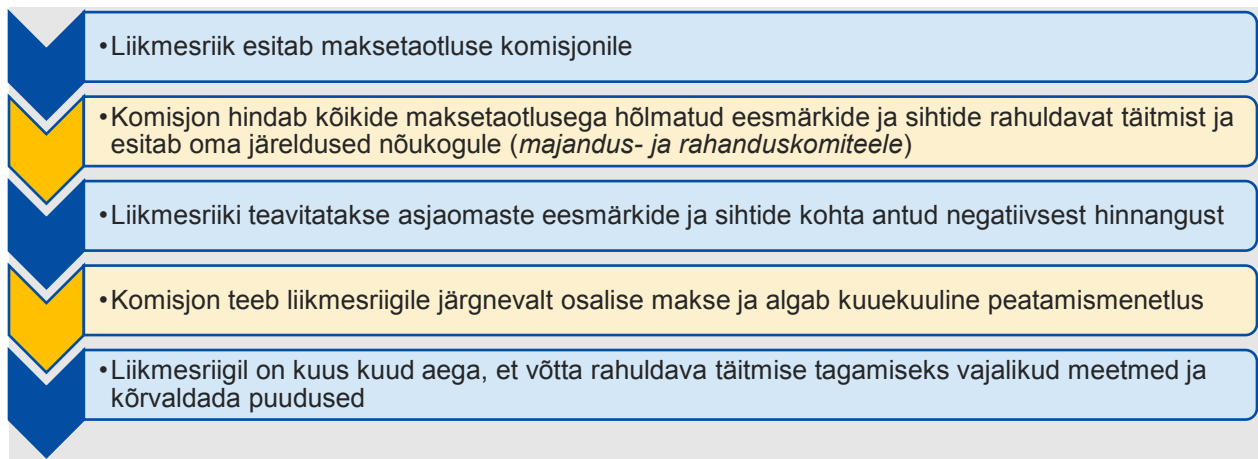 •Liikmesriik esitab maksetaotluse komisjonile
•Komisjon hindab kõikide maksetaotlusega hõlmatud eesmärkide ja sihtide rahuldavat täitmist ja
esitab oma järeldused nõukogule (majandus- ja rahanduskomiteele)
•Liikmesriiki teavitatakse asjaomaste eesmärkide ja sihtide kohta antud negatiivsest hinnangust
•Komisjon teeb liikmesriigile järgnevalt osalise makse ja algab kuuekuuline peatamismenetlus
•Liikmesriigil on kuus kuud aega, et võtta rahuldava täitmise tagamiseks vajalikud meetmed ja
kõrvaldada puudused